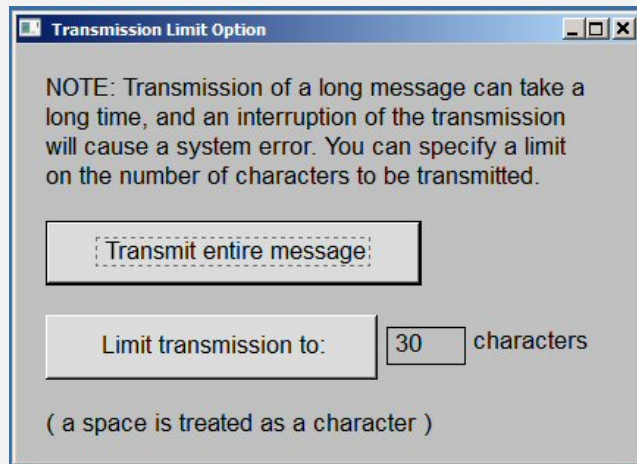 Transmission Limit Option
NOTE: Transmission of a long message can take a
long time, and an interruption of the transmission
will cause a system error. You can specify a limit
on the number of characters to be transmitted.
Transmit entire message
Limit transmission to: 30 characters
( a space is treated as a character )